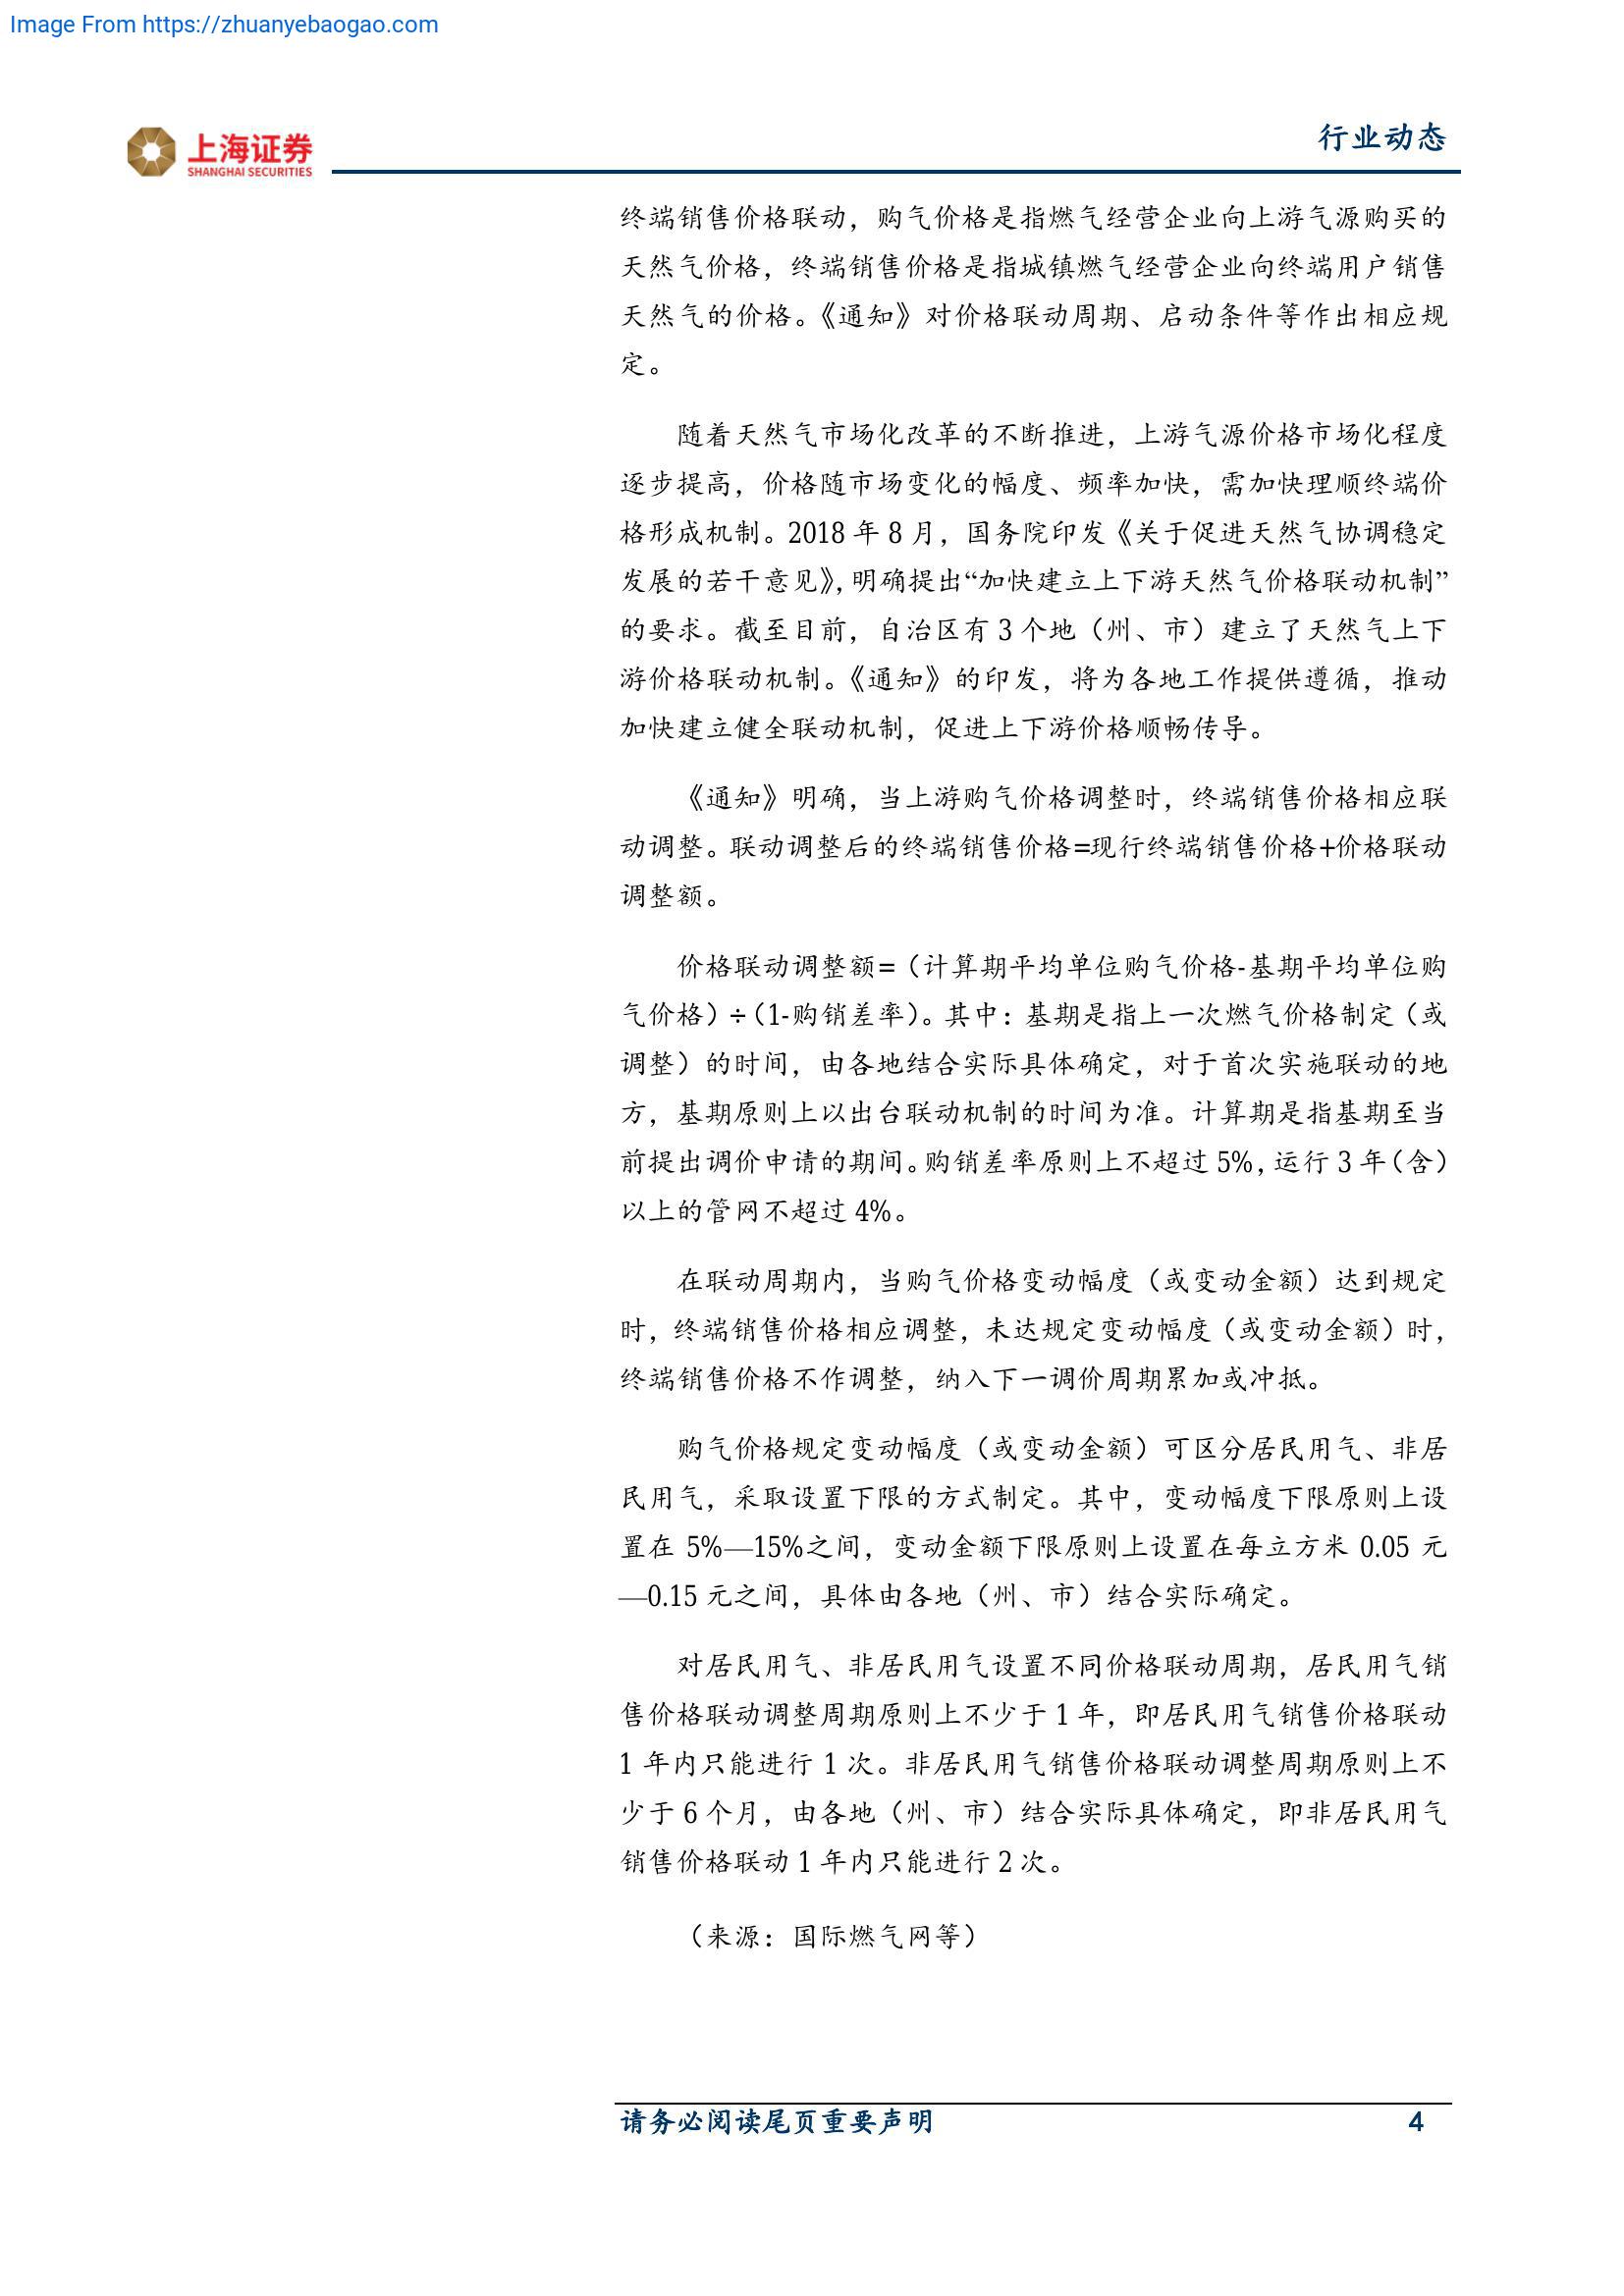 Image From https://zhuanyebaogao.com
上海证券
SHANGHAI SECURITIES
行业动态
终端销售价格联动，购气价格是指燃气经营企业向上游气源购买的
天然气价格，终端销售价格是指城镇燃气经营企业向终端用户销售
天然气的价格。《通知》对价格联动周期、启动条件等作出相应规
定。
随着天然气市场化改革的不断推进，上游气源价格市场化程度
逐步提高，价格随市场变化的幅度、频率加快，需加快理顺终端价
格形成机制。2018 年 8 月，国务院印发《关于促进天然气协调稳定
发展的若干意见》，明确提出“加快建立上下游天然气价格联动机制”
的要求。截至目前，自治区有 3 个地（州、市）建立了天然气上下
游价格联动机制。《通知》的印发，将为各地工作提供遵循，推动
加快建立健全联动机制，促进上下游价格顺畅传导。
《通知》明确，当上游购气价格调整时，终端销售价格相应联
动调整。联动调整后的终端销售价格=现行终端销售价格+价格联动
调整额。
价格联动调整额=（计算期平均单位购气价格-基期平均单位购
气价格）÷（1-购销差率）。其中：基期是指上一次燃气价格制定（或
调整）的时间，由各地结合实际具体确定，对于首次实施联动的地
方，基期原则上以出台联动机制的时间为准。计算期是指基期至当
前提出调价申请的期间。购销差率原则上不超过 5%，运行 3 年（含）
以上的管网不超过 4%。
在联动周期内，当购气价格变动幅度（或变动金额）达到规定
时，终端销售价格相应调整，未达规定变动幅度（或变动金额）时，
终端销售价格不作调整，纳入下一调价周期累加或冲抵。
购气价格规定变动幅度（或变动金额）可区分居民用气、非居
民用气，采取设置下限的方式制定。其中，变动幅度下限原则上设
置在 5%—15%之间，变动金额下限原则上设置在每立方米 0.05 元
—0.15 元之间，具体由各地（州、市）结合实际确定。
对居民用气、非居民用气设置不同价格联动周期，居民用气销
售价格联动调整周期原则上不少于 1 年，即居民用气销售价格联动
1 年内只能进行 1 次。非居民用气销售价格联动调整周期原则上不
少于 6 个月，由各地（州、市）结合实际具体确定，即非居民用气
销售价格联动 1 年内只能进行 2 次。
（来源：国际燃气网等）
请务必阅读尾页重要声明
4